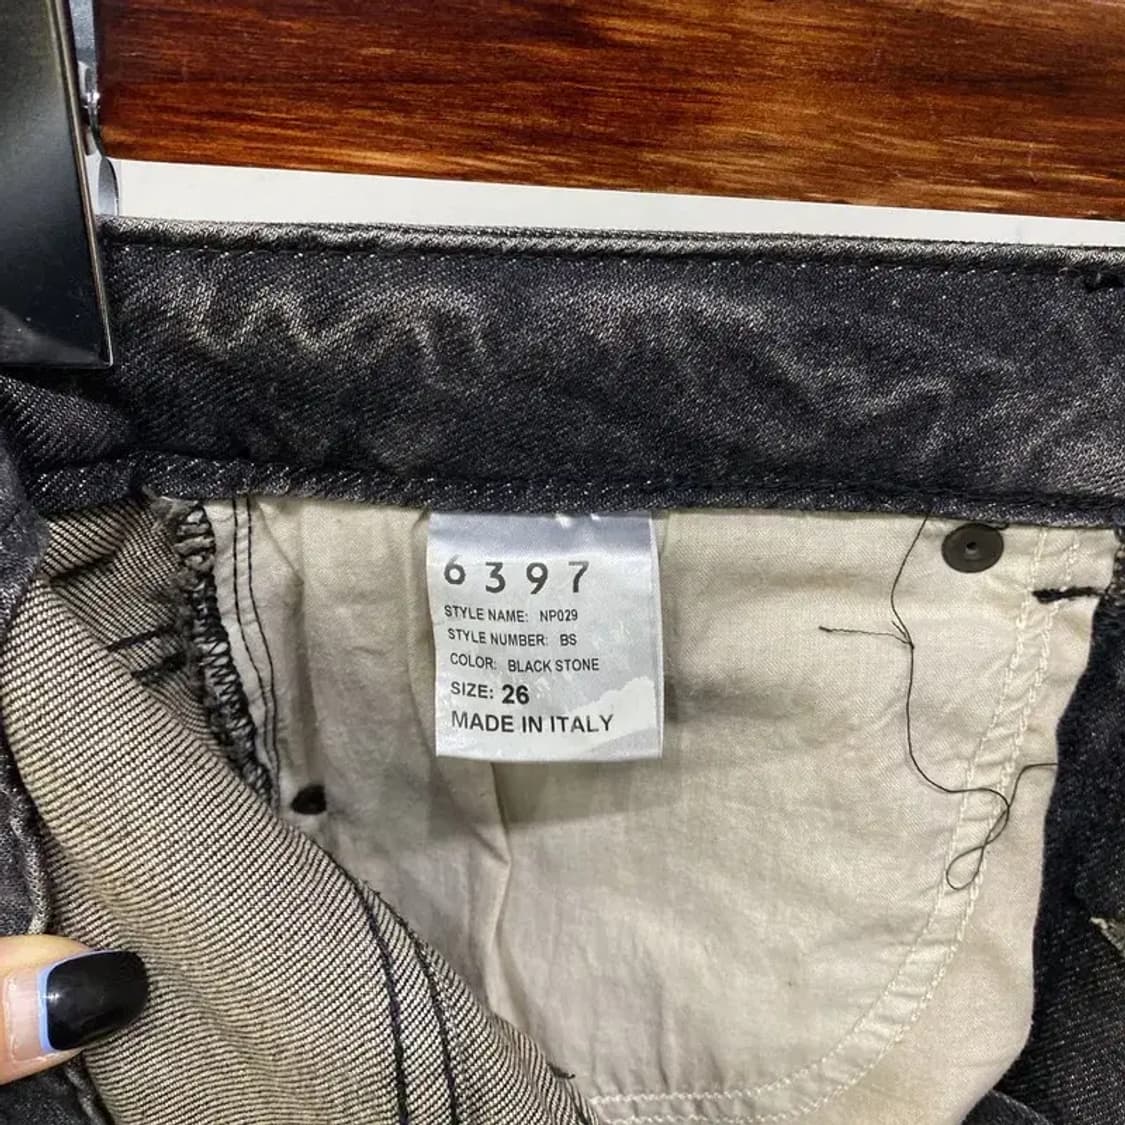 6397
STYLE NAME: NP029
STYLE NUMBER: BS
COLOR: BLACK STONE
SIZE: 26
MADE IN ITALY